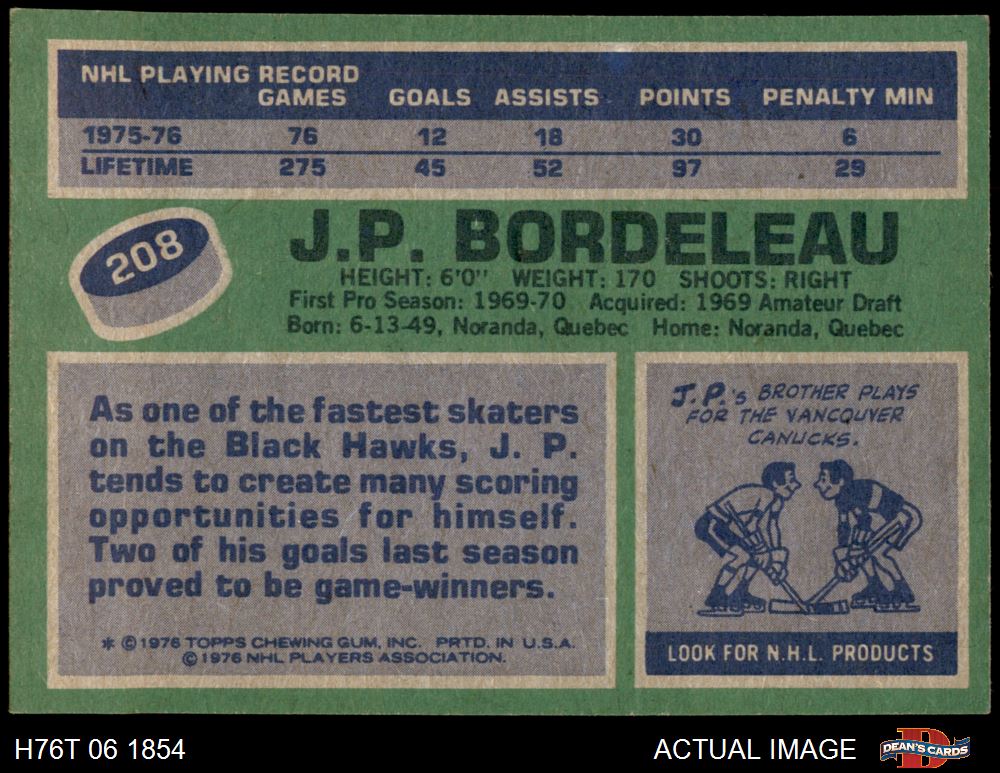 NHL PLAYING RECORD
GAMES GOALS ASSISTS POINTS PENALTY MIN
1975-76 76 12 18 30 6
LIFETIME 275 45 52 97 29
208
J.P. BORDELEAU
HEIGHT: 6'0" WEIGHT: 170 SHOOTS: RIGHT
First Pro Season: 1969-70 Acquired: 1969 Amateur Draft
Born: 6-13-49, Noranda, Quebec Home: Noranda, Quebec
As one of the fastest skaters
on the Black Hawks, J. P.
tends to create many scoring
opportunities for himself.
Two of his goals last season
proved to be game-winners.
* ©1976 TOPPS CHEWING GUM, INC. PRTD. IN U.S.A.
©1976 NHL PLAYERS ASSOCIATION.
J.P.'s BROTHER PLAYS
FOR THE VANCOUVER
CANUCKS.
LOOK FOR N.H.L. PRODUCTS
H76T 06 1854 ACTUAL IMAGE DEAN'S CARDS